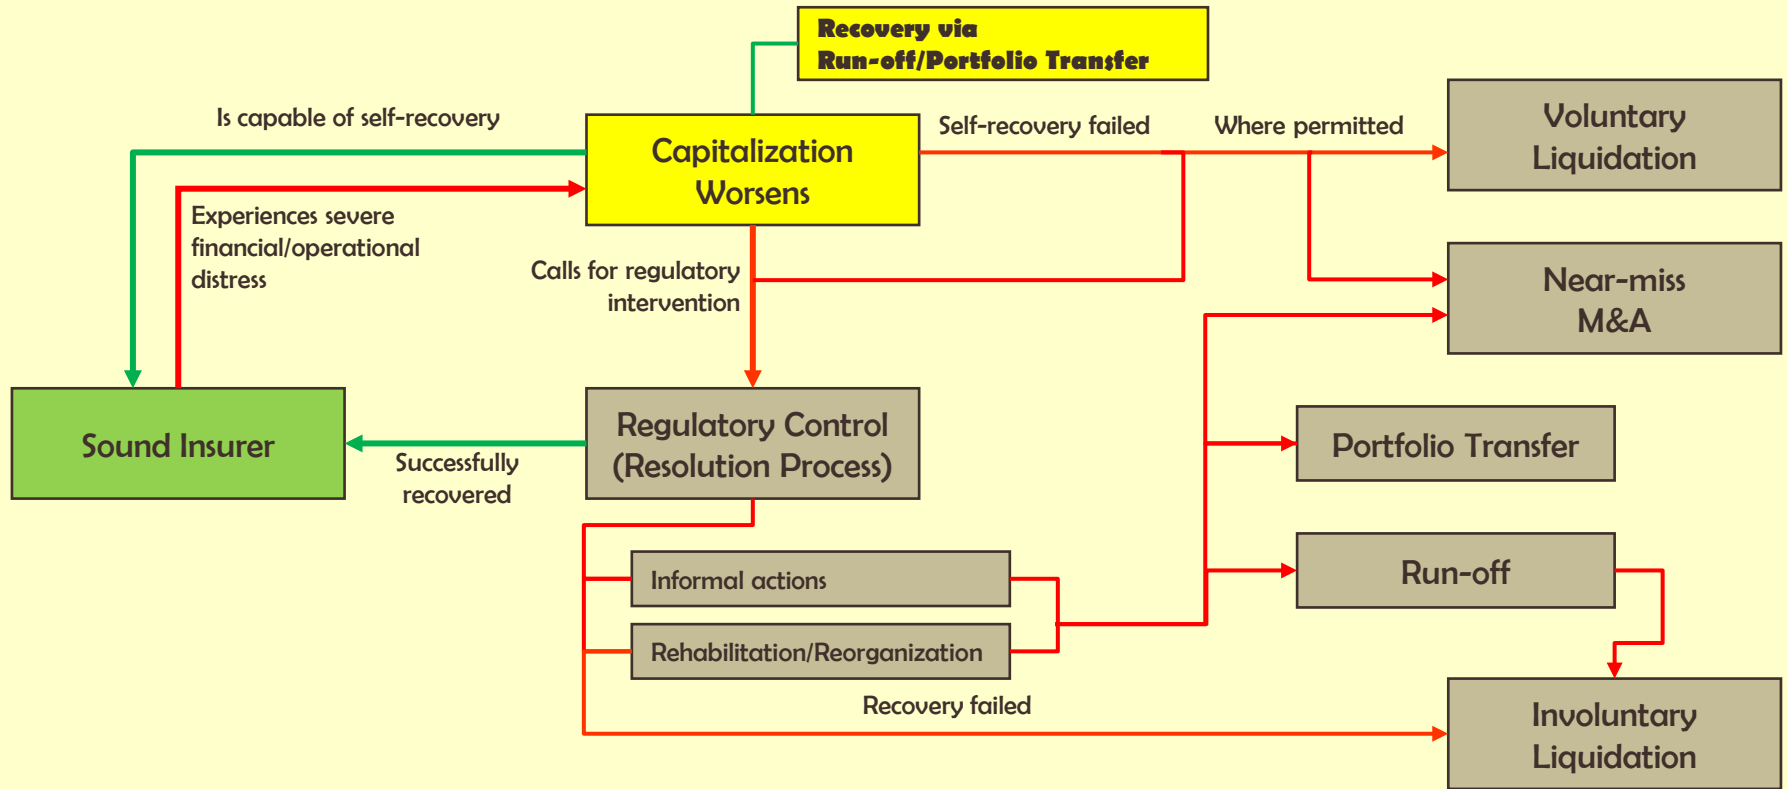 Recovery via
Run-off/Portfolio Transfer
Is capable of self-recovery
Capitalization
Worsens
Self-recovery failed
Where permitted
Voluntary
Liquidation
Experiences severe
financial/operational
distress
Calls for regulatory
intervention
Near-miss
M&A
Sound Insurer
Successfully
recovered
Regulatory Control
(Resolution Process)
Portfolio Transfer
Informal actions
Run-off
Rehabilitation/Reorganization
Recovery failed
Involuntary
Liquidation